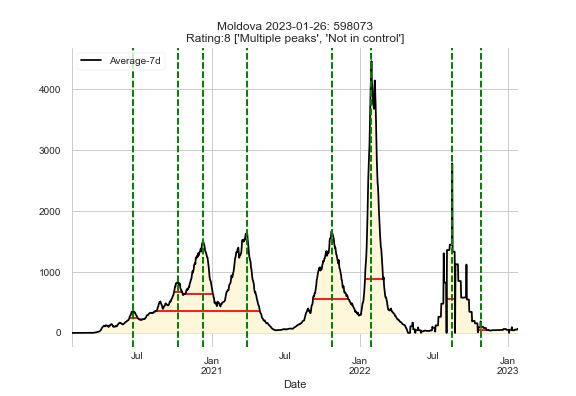 Moldova 2023-01-26: 598073
Rating:8 ['Multiple peaks', 'Not in control']
Average-7d
4000
3000
2000
1000
0
Jul
Jan
2021
Jul
Jan
2022
Jul
Jan
2023
Date